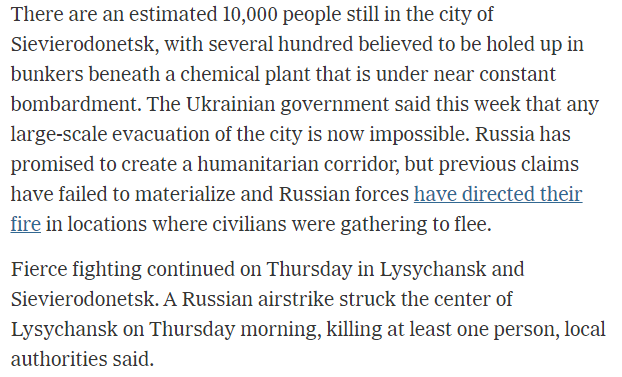 There are an estimated 10,000 people still in the city of
Sievierodonetsk, with several hundred believed to be holed up in
bunkers beneath a chemical plant that is under near constant
bombardment. The Ukrainian government said this week that any
large-scale evacuation of the city is now impossible. Russia has
promised to create a humanitarian corridor, but previous claims
have failed to materialize and Russian forces have directed their
fire in locations where civilians were gathering to flee.
Fierce fighting continued on Thursday in Lysychansk and
Sievierodonetsk. A Russian airstrike struck the center of
Lysychansk on Thursday morning, killing at least one person, local
authorities said.